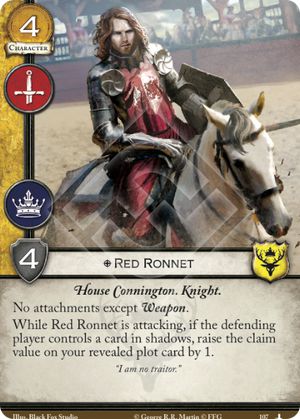 4
CHARACTER
4
RED RONNET
House Connington. Knight.
No attachments except Weapon.
While Red Ronnet is attacking, if the defending
player controls a card in shadows, raise the
claim value on your revealed plot card by 1.
"I am no traitor."
Illus. Black Fox Studio © George R.R. Martin © FFG 107